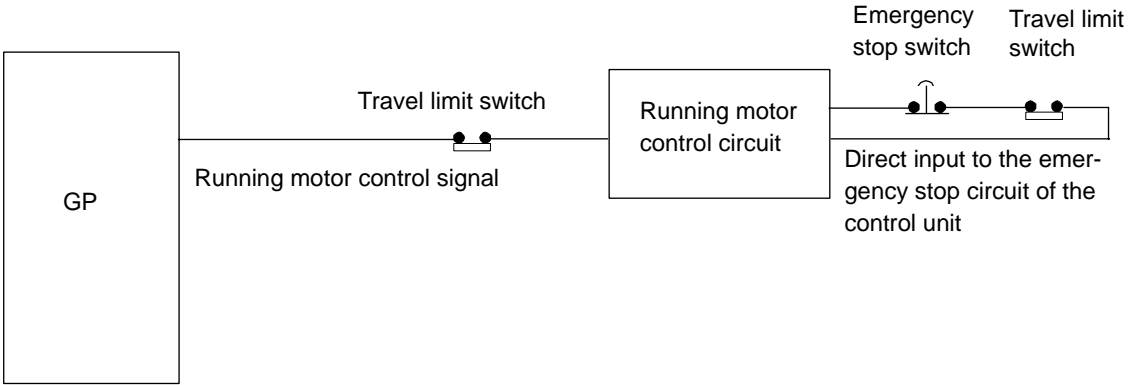 Emergency
stop switch
Travel limit
switch
Travel limit switch
Running motor
control circuit
Running motor control signal
GP
Direct input to the emer-
gency stop circuit of the
control unit